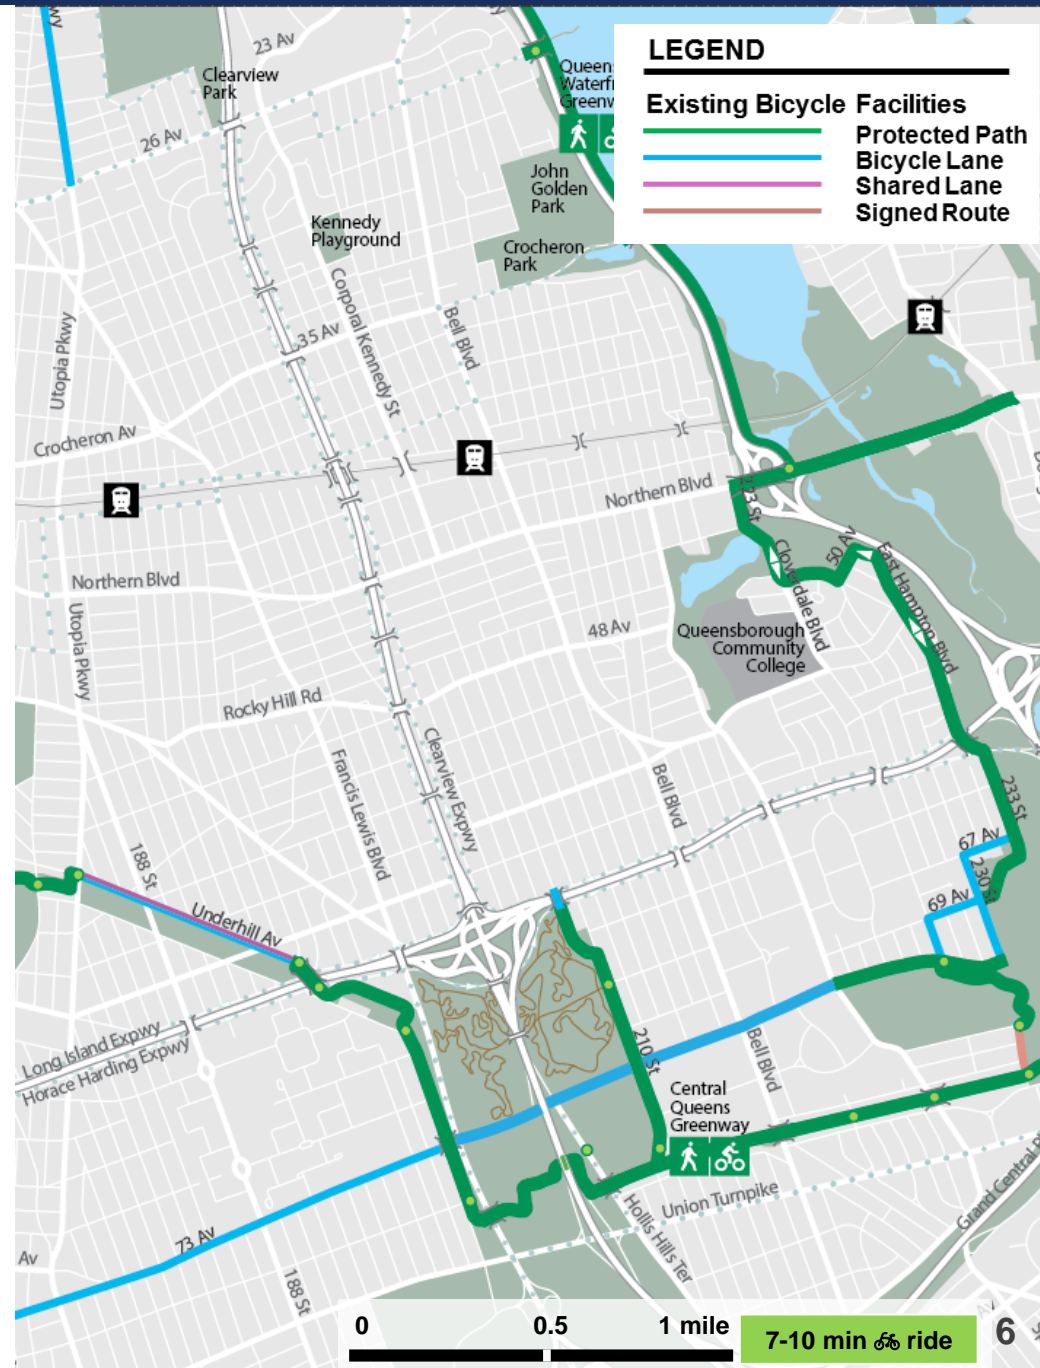 LEGEND
Existing Bicycle Facilities
Protected Path
Bicycle Lane
Shared Lane
Signed Route
23 Av
Clearview
Park
26 Av
John
Golden
Park
Kennedy
Playground
Crocheron
Park
Utopia Pkwy
35 Av
Corporal Kennedy St
Bell Blvd
Crocheron Av
Northern Blvd
223 St
Northern Blvd
Cloverdale Blvd
50 Av
East Hampton Blvd
Utopia Pkwy
48 Av
Queensborough
Community
College
Rocky Hill Rd
Francis Lewis Blvd
Clearview Expwy
Bell Blvd
233 St
67 Av
230 St
69 Av
188 St
Underhill Av
Long Island Expwy
Horace Harding Expwy
210 St
Bell Blvd
Central
Queens
Greenway
Union Turnpike
Hollis Hills Ter
73 Av
Av
188 St
0 0.5 1 mile
7-10 min ride
6